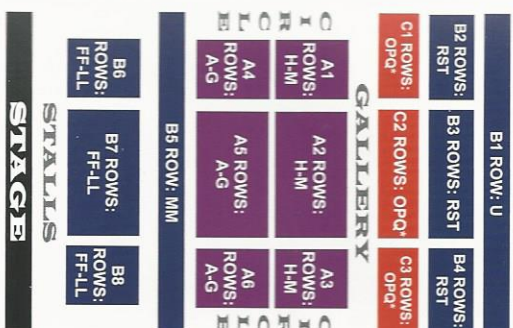 B1 ROW: U
B2 ROWS:
RST
B3 ROWS: RST
B4 ROWS:
RST
C1 ROWS:
OPQ*
C2 ROWS: OPQ*
C3 ROWS:
OPQ*
GALLERY
CIRCLE
A1
ROWS:
H-M
A2 ROWS:
H-M
A3
ROWS:
H-M
CIRCLE
A4
ROWS:
A-G
A5 ROWS:
A-G
A6
ROWS:
A-G
B5 ROW: MM
B6
ROWS:
FF-LL
B7 ROWS:
FF-LL
B8
ROWS:
FF-LL
STALLS
STAGE